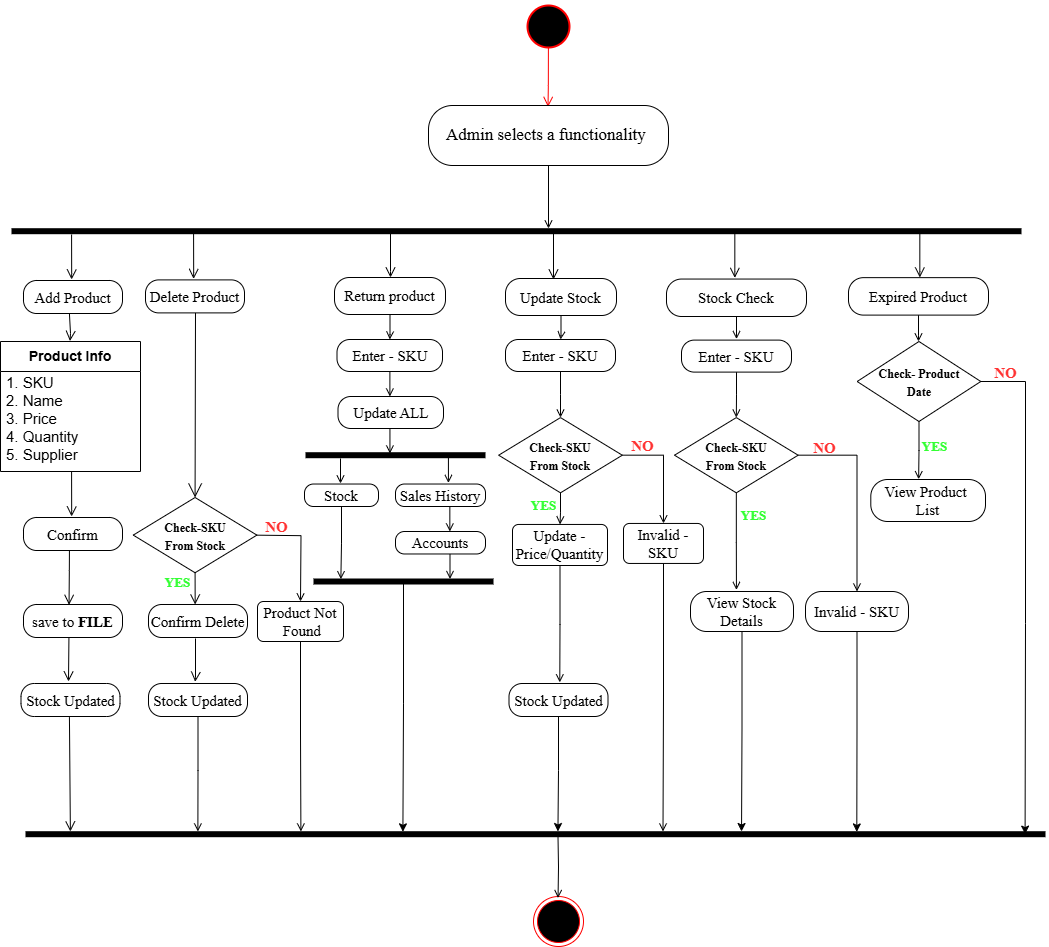 Admin selects a functionality
Add Product
Delete Product
Return product
Update Stock
Stock Check
Expired Product
Product Info
1. SKU
2. Name
3. Price
4. Quantity
5. Supplier
Enter - SKU
Enter - SKU
Enter - SKU
Check- Product
Date
NO
YES
View Product
List
Update ALL
Check-SKU
From Stock
NO
YES
Check-SKU
From Stock
NO
YES
Stock
Sales History
Accounts
Confirm
Check-SKU
From Stock
NO
YES
Update -
Price/Quantity
Invalid -
SKU
save to FILE
Confirm Delete
Product Not
Found
View Stock
Details
Invalid - SKU
Stock Updated
Stock Updated
Stock Updated